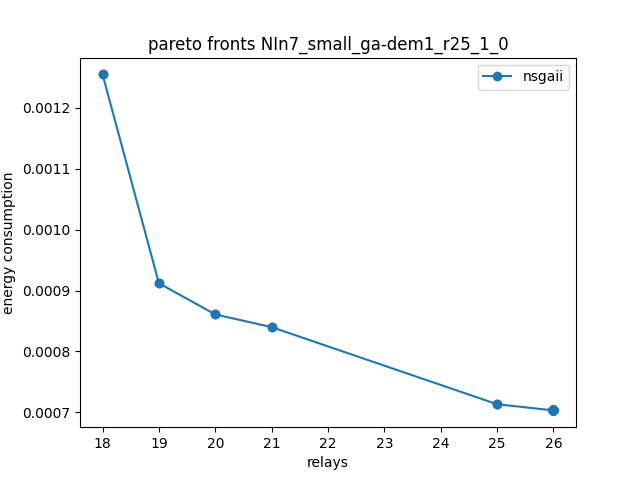 pareto fronts NIn7_small_ga-dem1_r25_1_0
nsgaii
energy consumption
0.0012
0.0011
0.0010
0.0009
0.0008
0.0007
18 19 20 21 22 23 24 25 26
relays